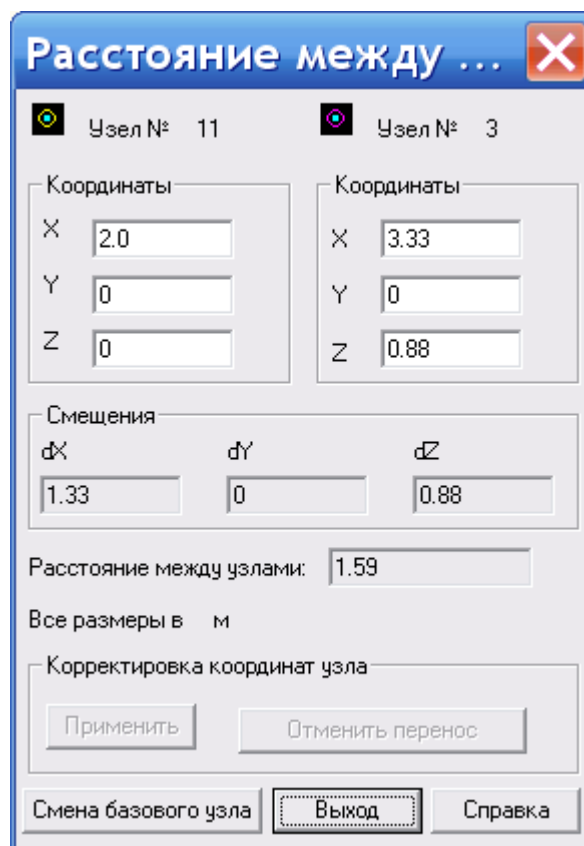 Расстояние между ...
Узел № 11 Узел № 3
Координаты Координаты
X 2.0 X 3.33
Y 0 Y 0
Z 0 Z 0.88
Смещения
dX dY dZ
1.33 0 0.88
Расстояние между узлами: 1.59
Все размеры в м
Корректировка координат узла
Применить Отменить перенос
Смена базового узла Выход Справка